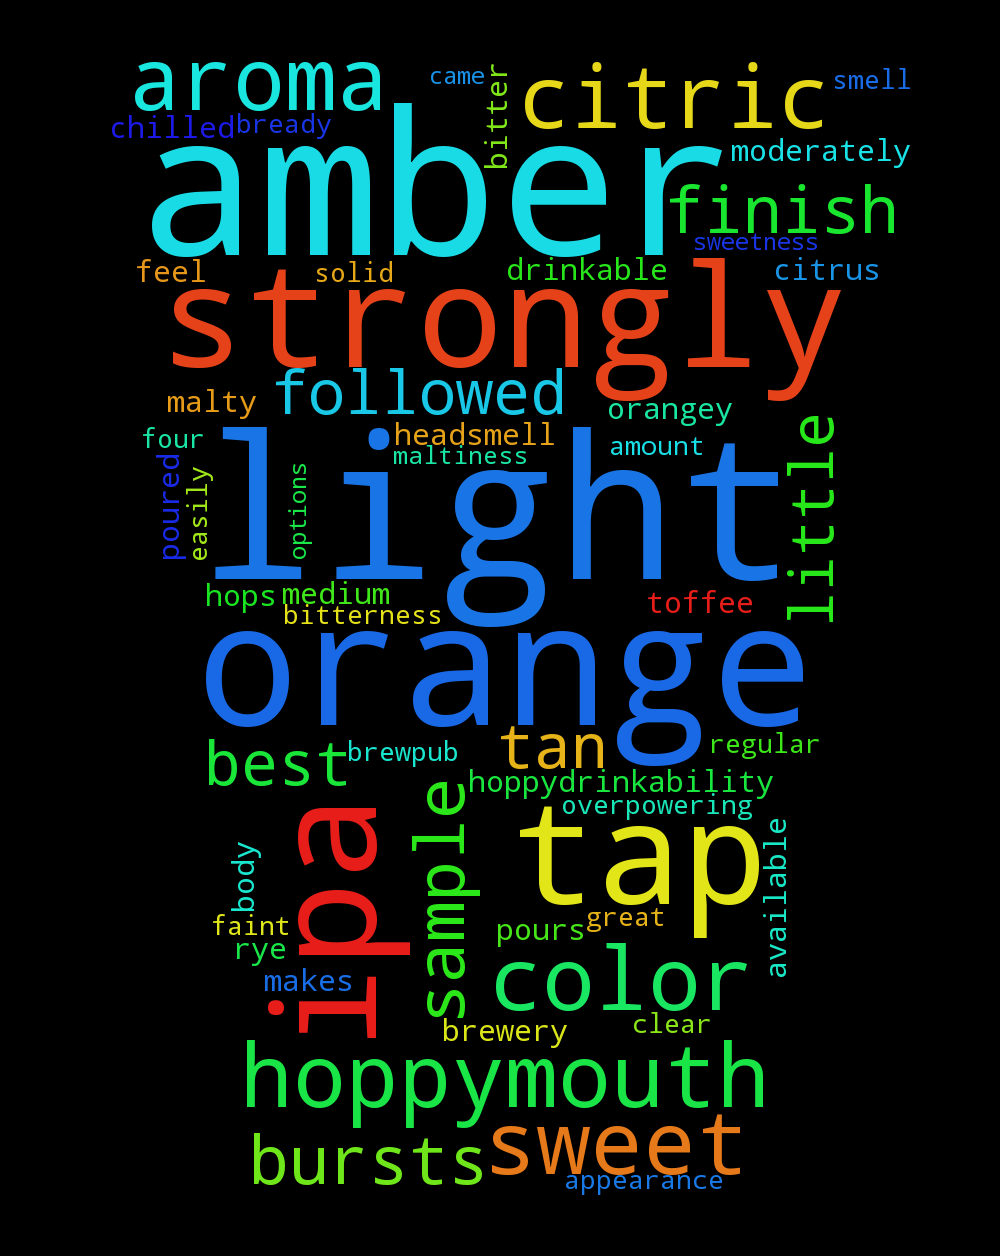 aroma
came
bitter
citric
smell
chilled
bready
amber
moderately
finish
sweetness
feel
solid
drinkable
citrus
strongly
followed
malty
orangey
little
four
headsmell
amount
maltiness
light
poured
easily
options
hops
medium
toffee
bitterness
orange
best
brewpub
tan
regular
hoppydrinkability
overpowering
ipa
sample
tap
available
body
faint
great
pours
rye
makes
color
brewery
clear
hoppymouth
bursts
sweet
appearance